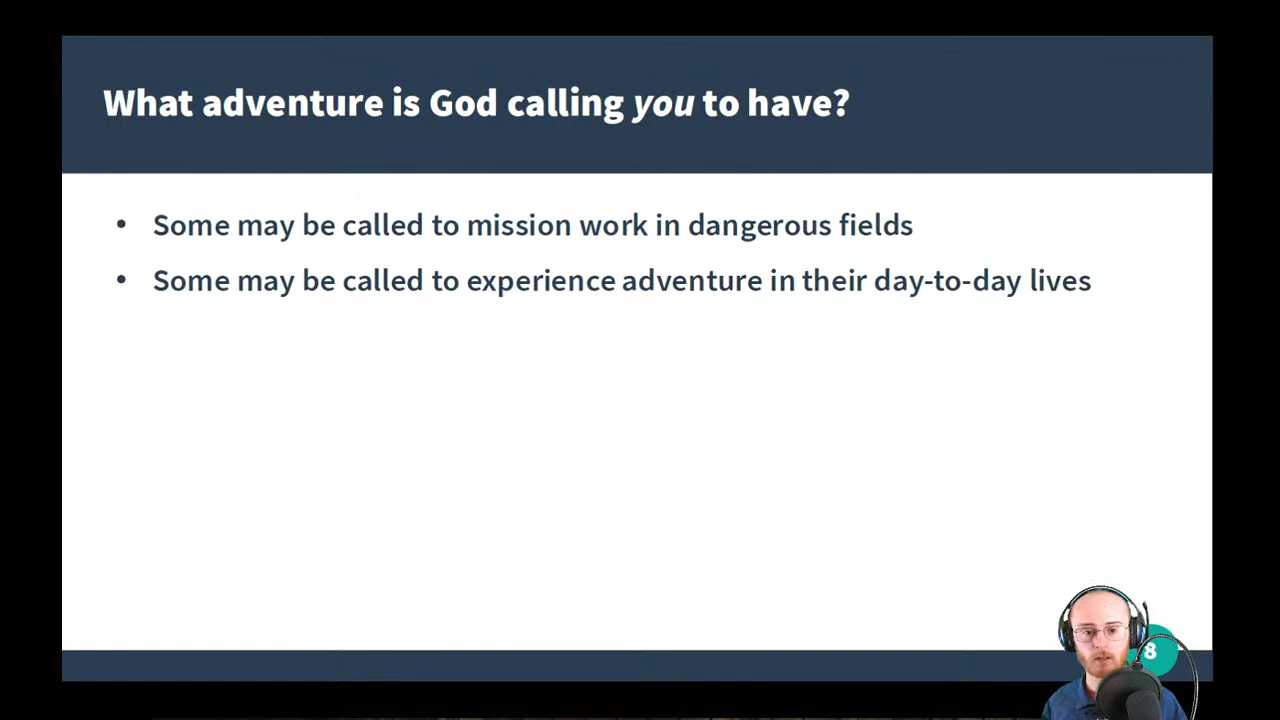 What adventure is God calling you to have?
• Some may be called to mission work in dangerous fields
• Some may be called to experience adventure in their day-to-day lives
8